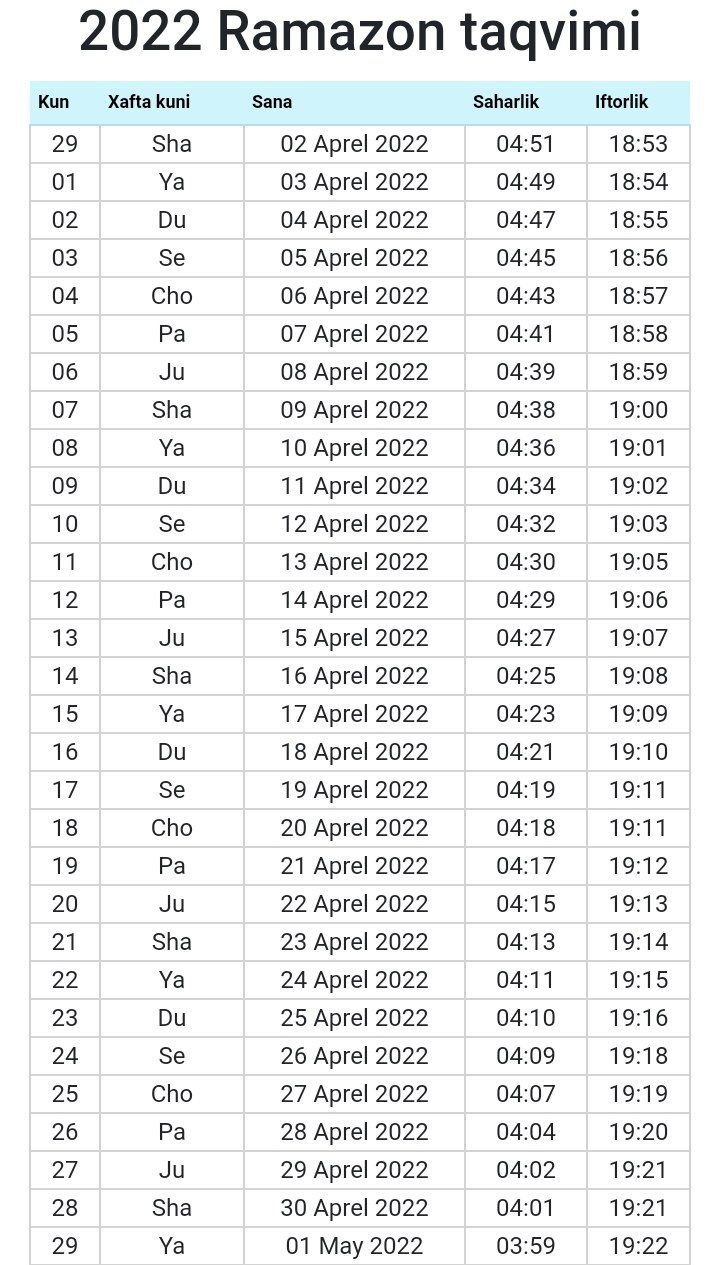 2022 Ramazon taqvimi
Kun Xafta kuni Sana Saharlik Iftorlik
29 Sha 02 Aprel 2022 04:51 18:53
01 Ya 03 Aprel 2022 04:49 18:54
02 Du 04 Aprel 2022 04:47 18:55
03 Se 05 Aprel 2022 04:45 18:56
04 Cho 06 Aprel 2022 04:43 18:57
05 Pa 07 Aprel 2022 04:41 18:58
06 Ju 08 Aprel 2022 04:39 18:59
07 Sha 09 Aprel 2022 04:38 19:00
08 Ya 10 Aprel 2022 04:36 19:01
09 Du 11 Aprel 2022 04:34 19:02
10 Se 12 Aprel 2022 04:32 19:03
11 Cho 13 Aprel 2022 04:30 19:05
12 Pa 14 Aprel 2022 04:29 19:06
13 Ju 15 Aprel 2022 04:27 19:07
14 Sha 16 Aprel 2022 04:25 19:08
15 Ya 17 Aprel 2022 04:23 19:09
16 Du 18 Aprel 2022 04:21 19:10
17 Se 19 Aprel 2022 04:19 19:11
18 Cho 20 Aprel 2022 04:18 19:11
19 Pa 21 Aprel 2022 04:17 19:12
20 Ju 22 Aprel 2022 04:15 19:13
21 Sha 23 Aprel 2022 04:13 19:14
22 Ya 24 Aprel 2022 04:11 19:15
23 Du 25 Aprel 2022 04:10 19:16
24 Se 26 Aprel 2022 04:09 19:18
25 Cho 27 Aprel 2022 04:07 19:19
26 Pa 28 Aprel 2022 04:04 19:20
27 Ju 29 Aprel 2022 04:02 19:21
28 Sha 30 Aprel 2022 04:01 19:21
29 Ya 01 May 2022 03:59 19:22